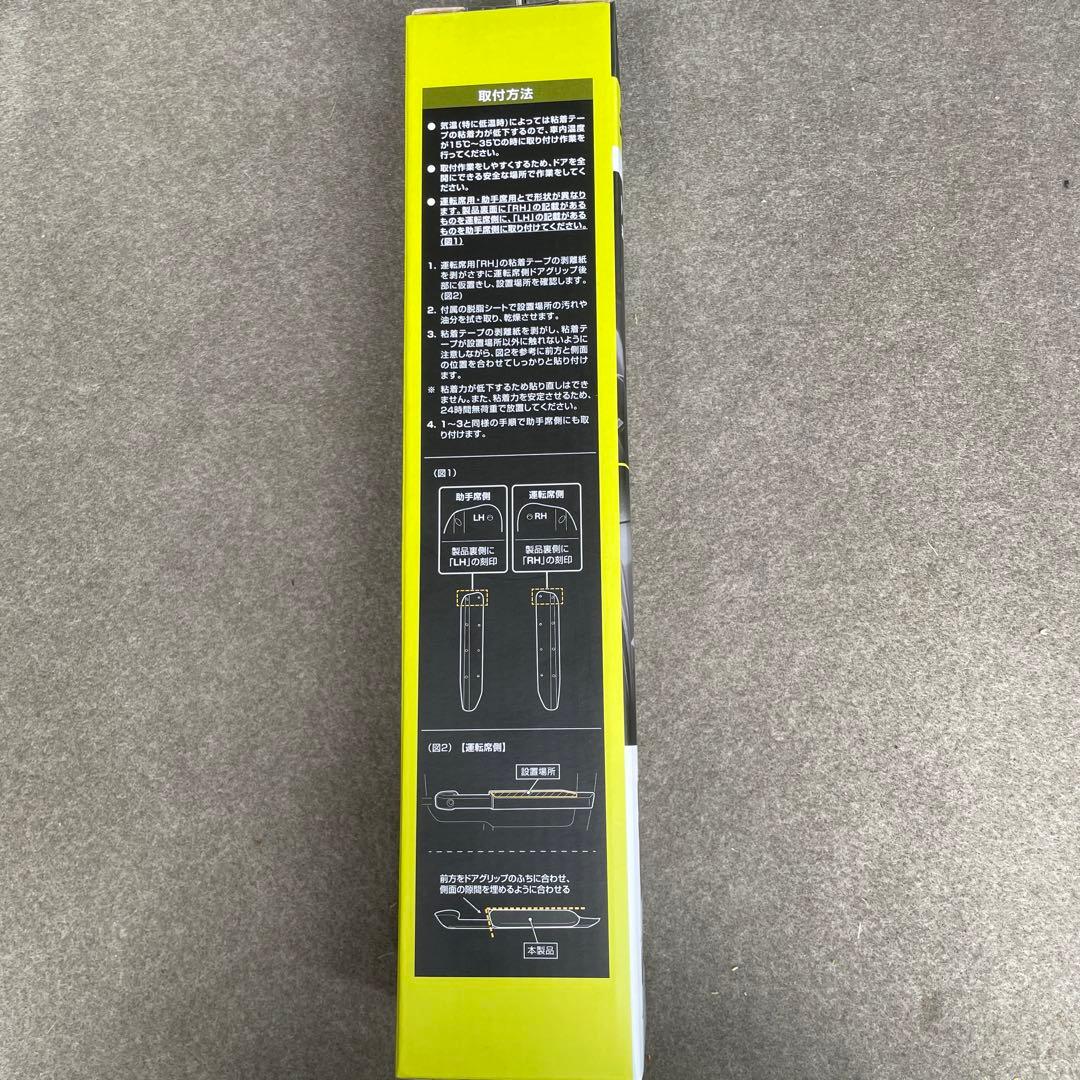 取付方法
● 気温(特に低温時)によっては粘着テー
プの粘着力が低下するので、車内温度
が15℃～35℃の時に取り付け作業を
行ってください。
● 取付作業をしやすくするため、ドアを全
開にできる安全な場所で作業をしてく
ださい。
● 運転席用・助手席用とで形状が異なり
ます。製品裏面に「RH」の記載がある
ものを運転席側に、「LH」の記載がある
ものを助手席側に取り付けてください。
(図1)
1. 運転席用「RH」の粘着テープの剥離紙
を剥がさずに運転席側ドアグリップ後
部に仮置きし、設置場所を確認します。
(図2)
2. 付属の脱脂シートで設置場所の汚れや
油分を拭き取り、乾燥させます。
3. 粘着テープの剥離紙を剥がし、粘着テ
ープが設置場所以外に触れないように
注意しながら、図2を参考に前方と側面
の位置を合わせてしっかりと貼り付け
ます。
※ 粘着力が低下するため貼り直しはでき
ません。また、粘着力を安定させるため、
24時間無荷重で放置してください。
4. 1～3と同様の手順で助手席側にも取
り付けます。
(図1)
助手席側
LH
製品裏側に
「LH」の刻印
運転席側
RH
製品裏側に
「RH」の刻印
(図2)【運転席側】
設置場所
前方をドアグリップのふちに合わせ、
側面の隙間を埋めるように合わせる
本製品